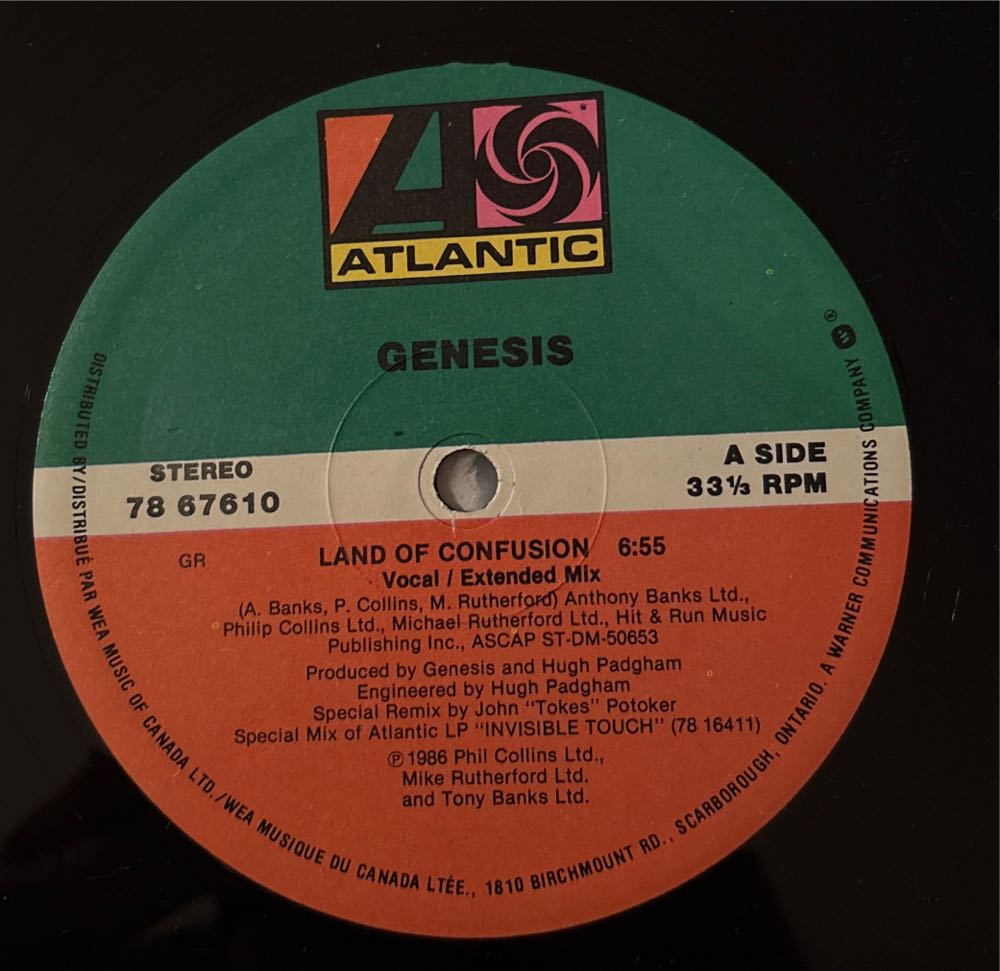 ATLANTIC
GENESIS
STEREO
78 67610
A SIDE
33⅓ RPM
GR
LAND OF CONFUSION 6:55
Vocal / Extended Mix
(A. Banks, P. Collins, M. Rutherford) Anthony Banks Ltd.,
Philip Collins Ltd., Michael Rutherford Ltd., Hit & Run Music
Publishing Inc., ASCAP ST-DM-50653
Produced by Genesis and Hugh Padgham
Engineered by Hugh Padgham
Special Remix by John "Tokes" Potoker
Special Mix of Atlantic LP "INVISIBLE TOUCH" (78 16411)
℗ 1986 Phil Collins Ltd.,
Mike Rutherford Ltd.
and Tony Banks Ltd.
DISTRIBUTED BY/DISTRIBUÉ PAR WEA MUSIC OF CANADA LTD./WEA MUSIQUE DU CANADA LTÉE., 1810 BIRCHMOUNT RD., SCARBOROUGH, ONTARIO. A WARNER COMMUNICATIONS COMPANY ®